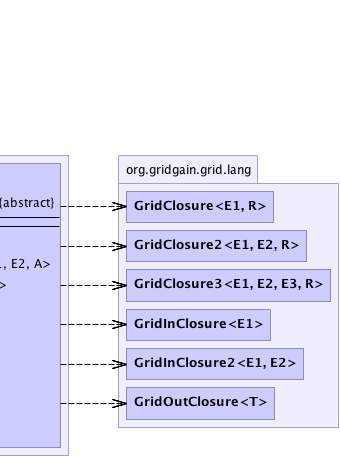 org.gridgain.grid.lang
{abstract}
GridClosure<E1, R>
GridClosure2<E1, E2, R>
, E2, A>
>
GridClosure3<E1, E2, E3, R>
GridInClosure<E1>
GridInClosure2<E1, E2>
GridOutClosure<T>